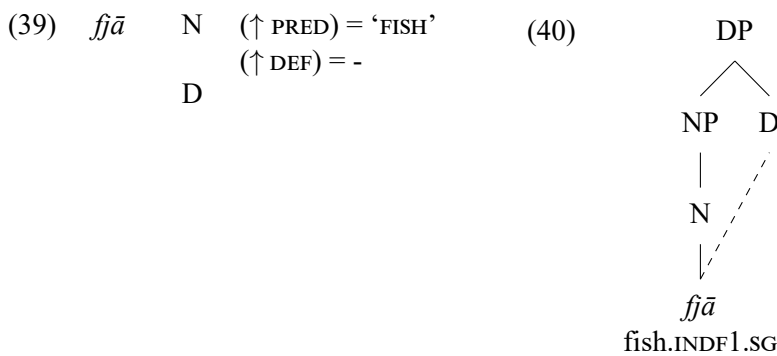 (39) fjā N (↑ PRED) = ‘FISH’
(↑ DEF) = -
D
(40) DP
NP D
N
fjā
fish.INDF1.SG